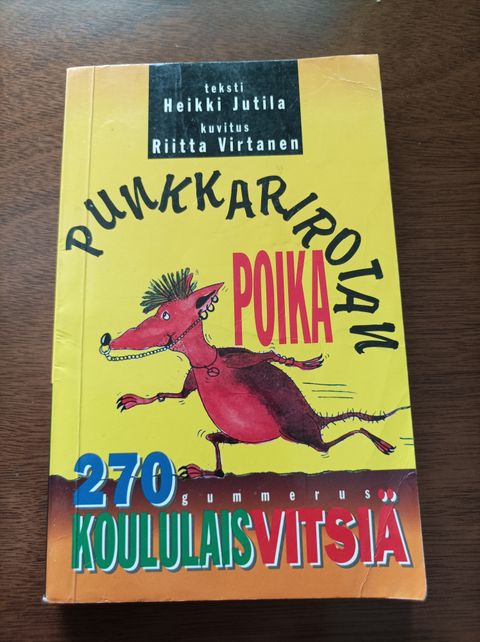 teksti
Heikki Jutila
kuvitus
Riitta Virtanen
PUNKKARIROTAN
POIKA
270
gummerus
KOULULAISVITSIÄ